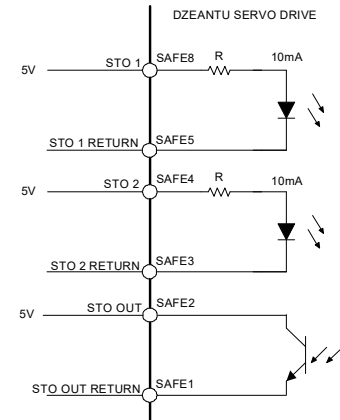 DZEANTU SERVO DRIVE
5V STO 1 SAFE8 R 10mA
STO 1 RETURN SAFE5
5V STO 2 SAFE4 R 10mA
STO 2 RETURN SAFE3
5V STO OUT SAFE2
STO OUT RETURN SAFE1